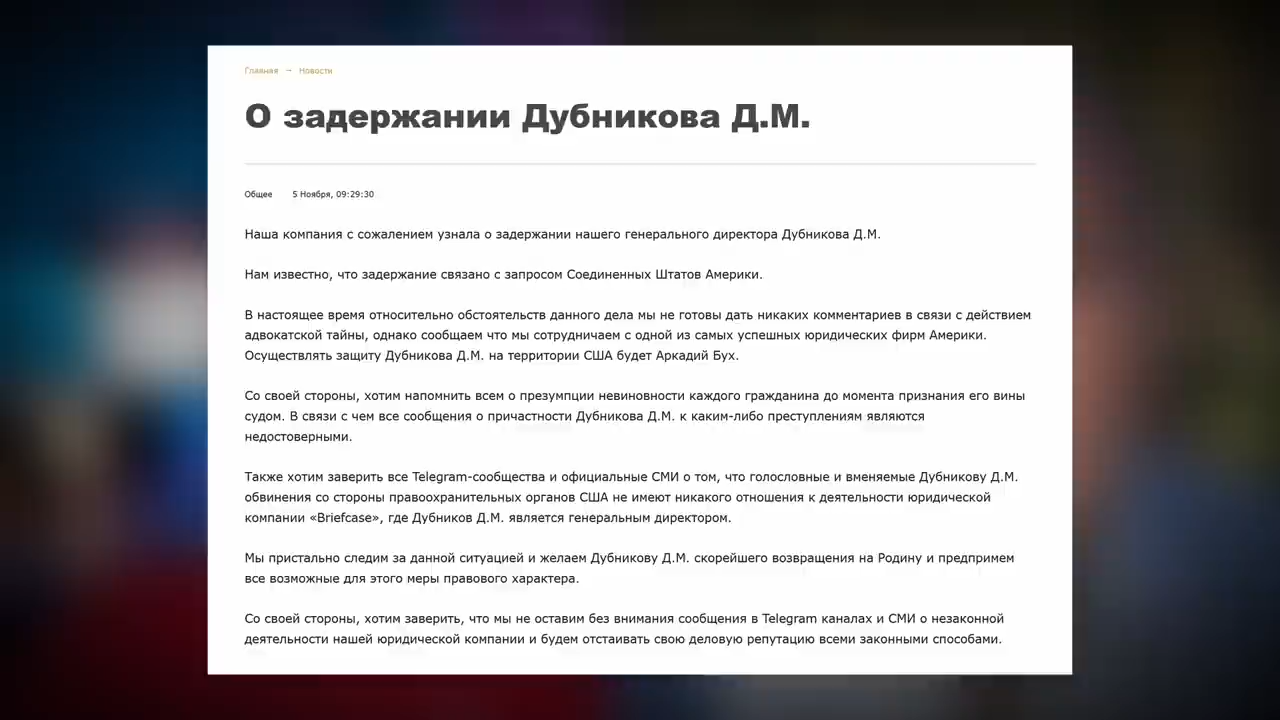 Главная → Новости
О задержании Дубникова Д.М.
Общее 5 Ноября, 09:29:30
Наша компания с сожалением узнала о задержании нашего генерального директора Дубникова Д.М.
Нам известно, что задержание связано с запросом Соединенных Штатов Америки.
В настоящее время относительно обстоятельств данного дела мы не готовы дать никаких комментариев в связи с действием
адвокатской тайны, однако сообщаем что мы сотрудничаем с одной из самых успешных юридических фирм Америки.
Осуществлять защиту Дубникова Д.М. на территории США будет Аркадий Бух.
Со своей стороны, хотим напомнить всем о презумпции невиновности каждого гражданина до момента признания его вины
судом. В связи с чем все сообщения о причастности Дубникова Д.М. к каким-либо преступлениям являются
недостоверными.
Также хотим заверить все Telegram-сообщества и официальные СМИ о том, что голословные и вменяемые Дубникову Д.М.
обвинения со стороны правоохранительных органов США не имеют никакого отношения к деятельности юридической
компании «Briefcase», где Дубников Д.М. является генеральным директором.
Мы пристально следим за данной ситуацией и желаем Дубникову Д.М. скорейшего возвращения на Родину и предпримем
все возможные для этого меры правового характера.
Со своей стороны, хотим заверить, что мы не оставим без внимания сообщения в Telegram каналах и СМИ о незаконной
деятельности нашей юридической компании и будем отстаивать свою деловую репутацию всеми законными способами.